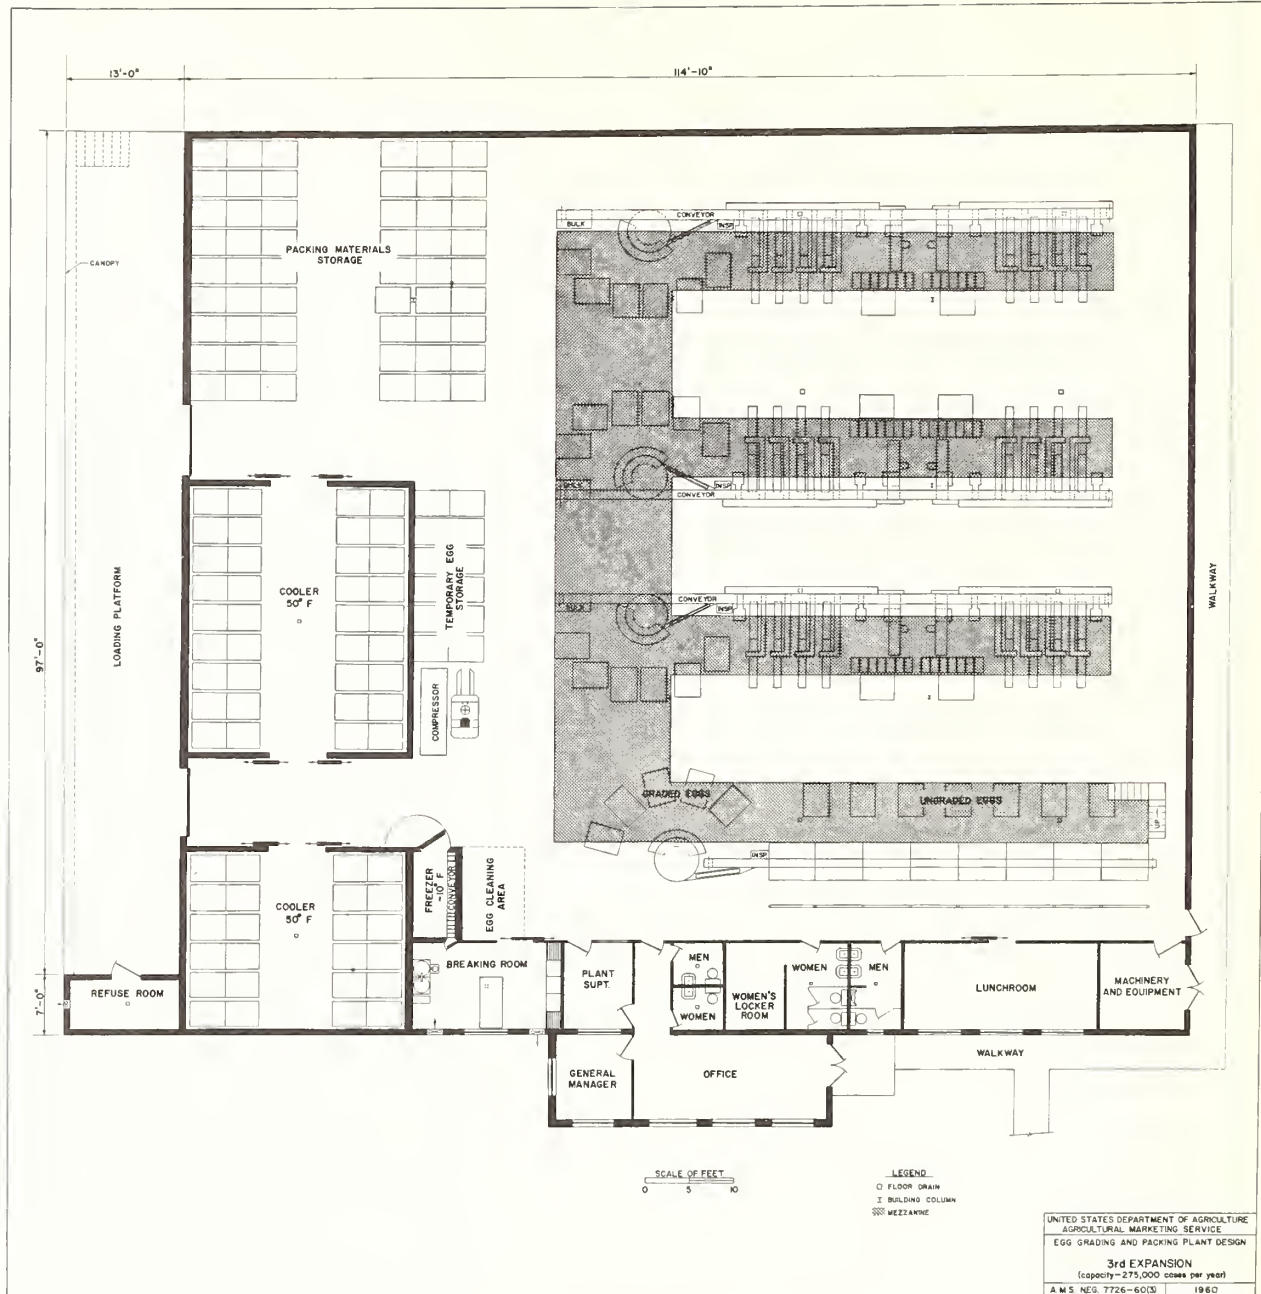 13'-0"
114'-10"
CONVEYOR
BULK
INSP.
PACKING MATERIALS
STORAGE
CANOPY
BULK
INSP.
CONVEYOR
COOLER
50° F
TEMPORARY EGG
STORAGE
CONVEYOR
BULK
INSP.
LOADING PLATFORM
WALKWAY
97'-0"
COMPRESSOR
GRADED EGGS
UNGRADED EGGS
UP
INSP.
FREEZER
-10° F
CONVEYOR
EGG CLEANING
AREA
COOLER
50° F
BREAKING ROOM
MEN
WOMEN
MEN
PLANT
SUPT.
REFUSE ROOM
7'-0"
WOMEN'S
LOCKER
ROOM
WOMEN
LUNCHROOM
MACHINERY
AND EQUIPMENT
WALKWAY
GENERAL
MANAGER
OFFICE
SCALE OF FEET
0 5 10
LEGEND
FLOOR DRAIN
BUILDING COLUMN
MEZZANINE
UNITED STATES DEPARTMENT OF AGRICULTURE
AGRICULTURAL MARKETING SERVICE
EGG GRADING AND PACKING PLANT DESIGN
3rd EXPANSION
(capacity-275,000 cases per year)
A.M.S. NEG. 7726-60(3) 1960